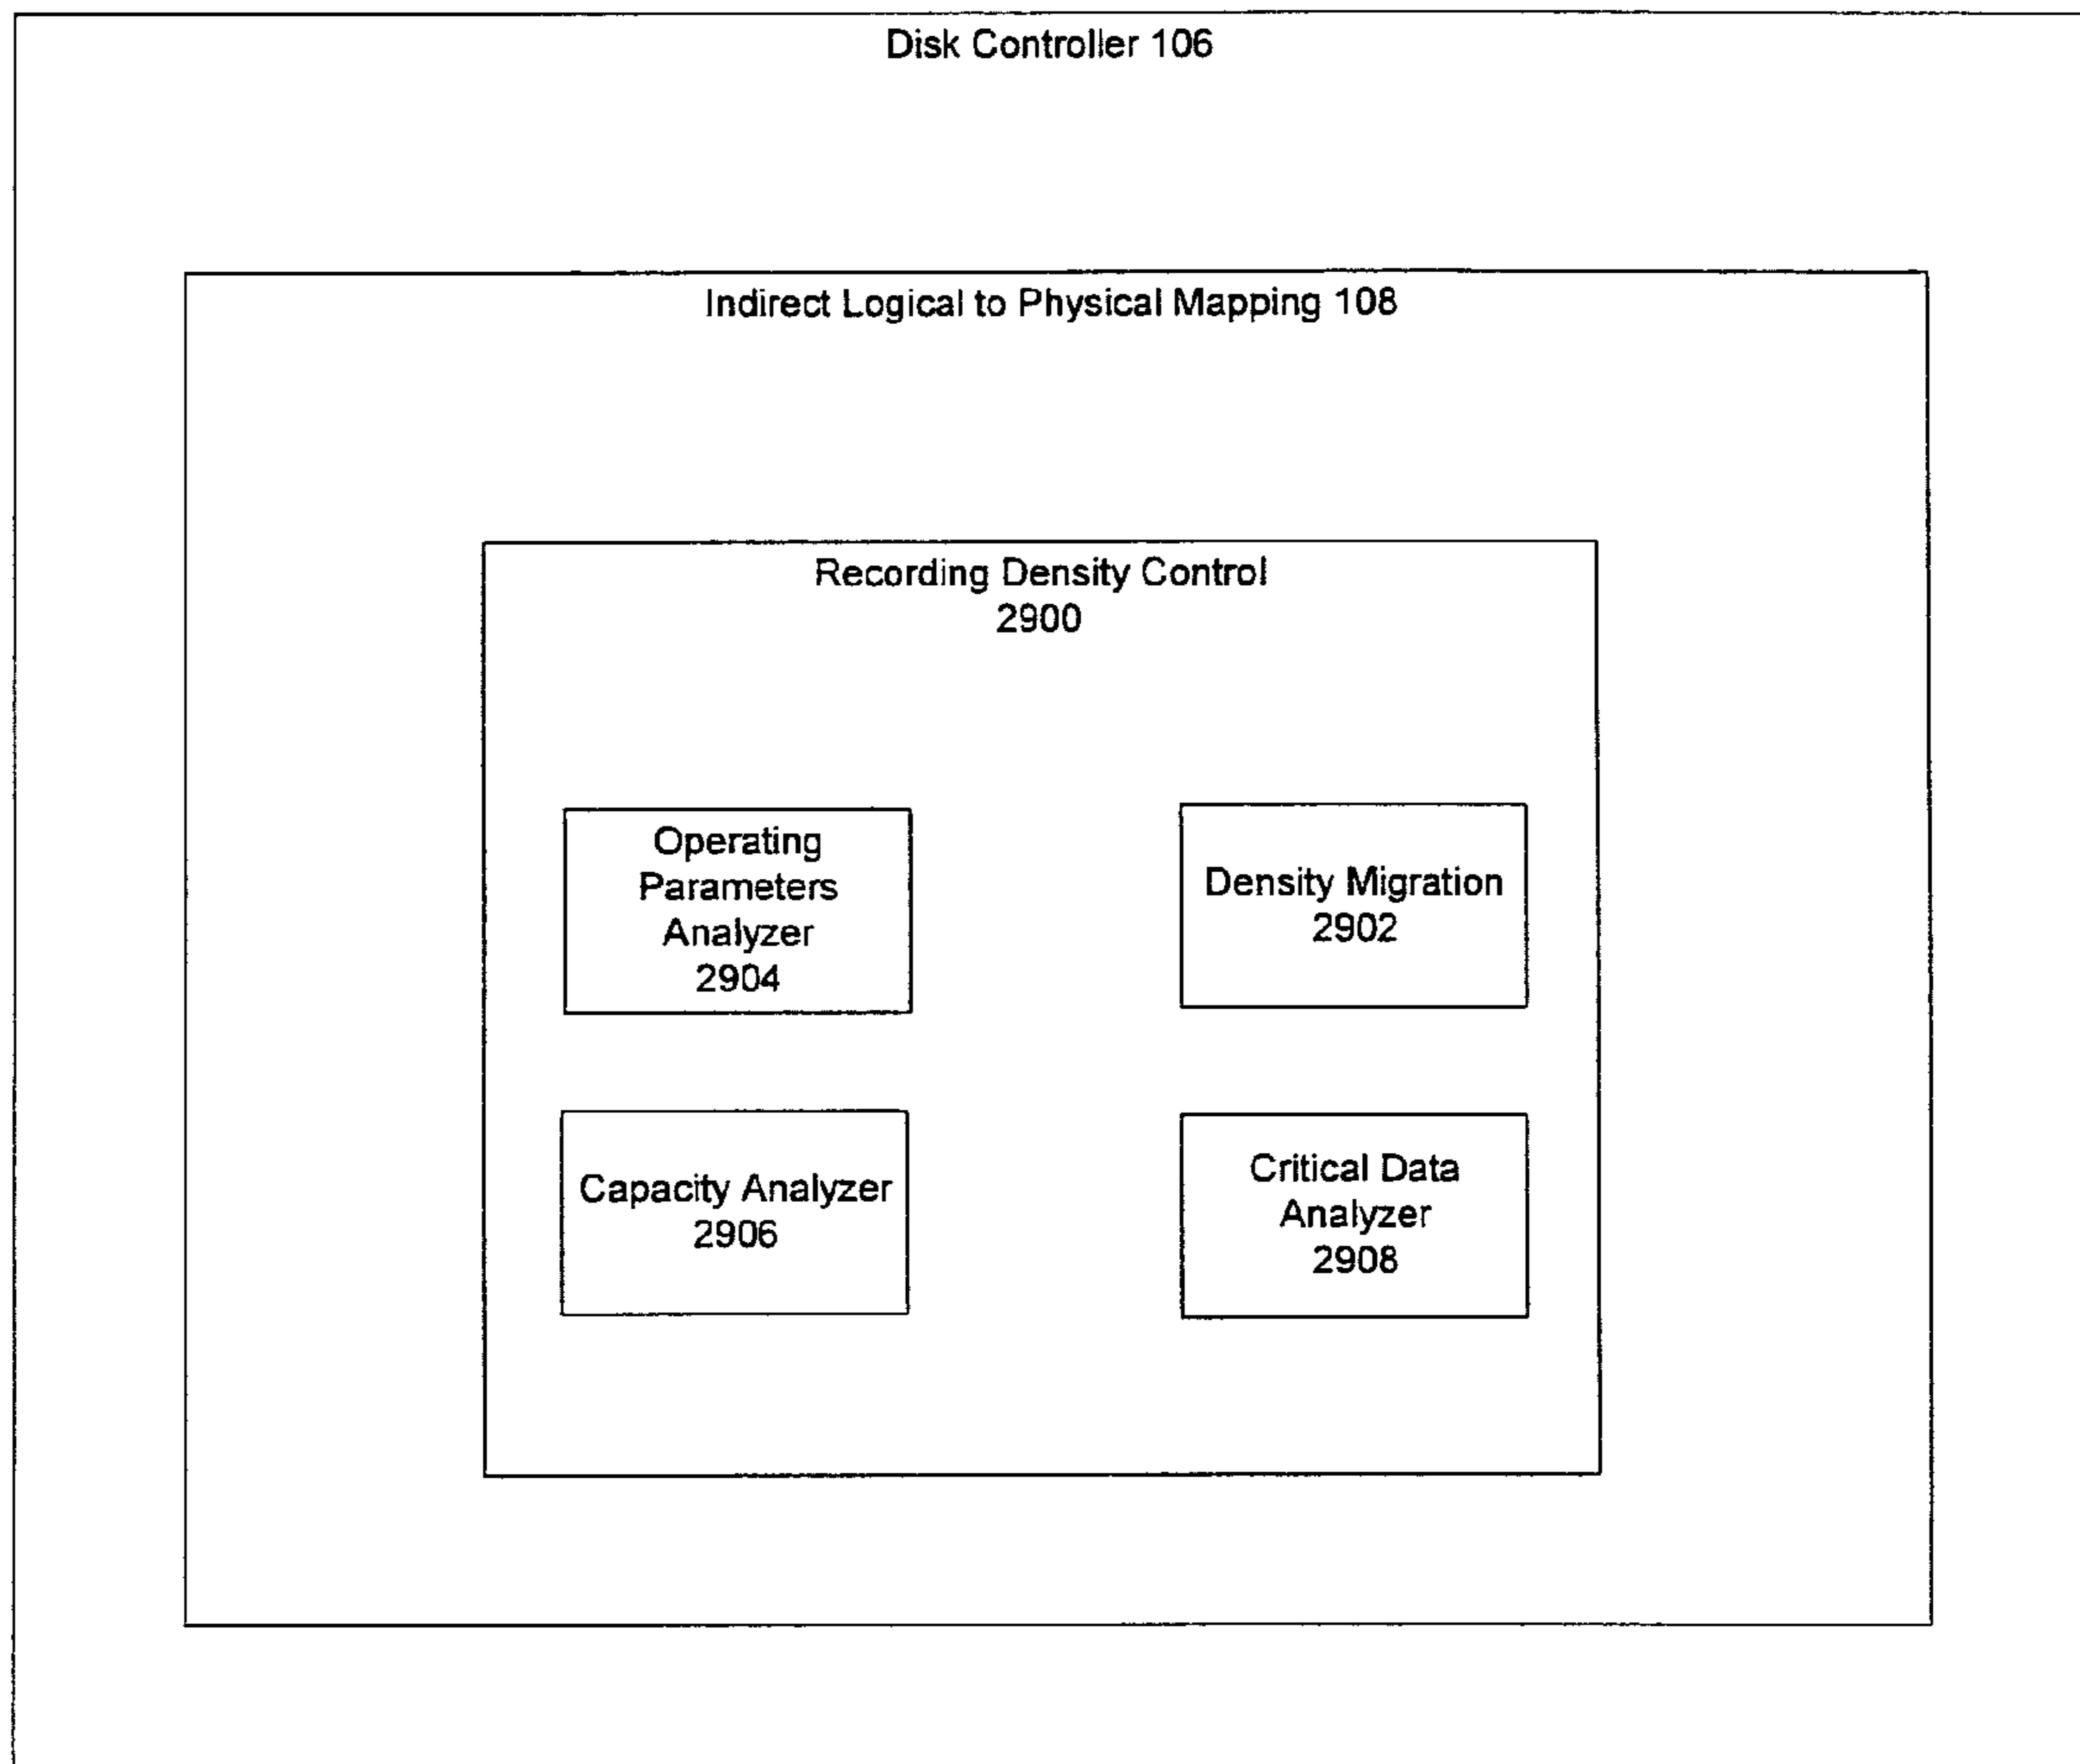 Disk Controller 106
Indirect Logical to Physical Mapping 108
Recording Density Control
2900
Operating
Parameters
Analyzer
2904
Density Migration
2902
Capacity Analyzer
2906
Critical Data
Analyzer
2908